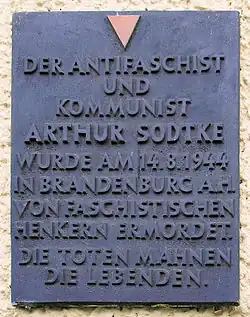 DER ANTIFASCHIST
UND
KOMMUNIST
ARTHUR SODTKE
WURDE AM 14.8.1944
IN BRANDENBURG A.H.
VON FASCHISTISCHEN
HENKERN ERMORDET.
DIE TOTEN MAHNEN
DIE LEBENDEN.